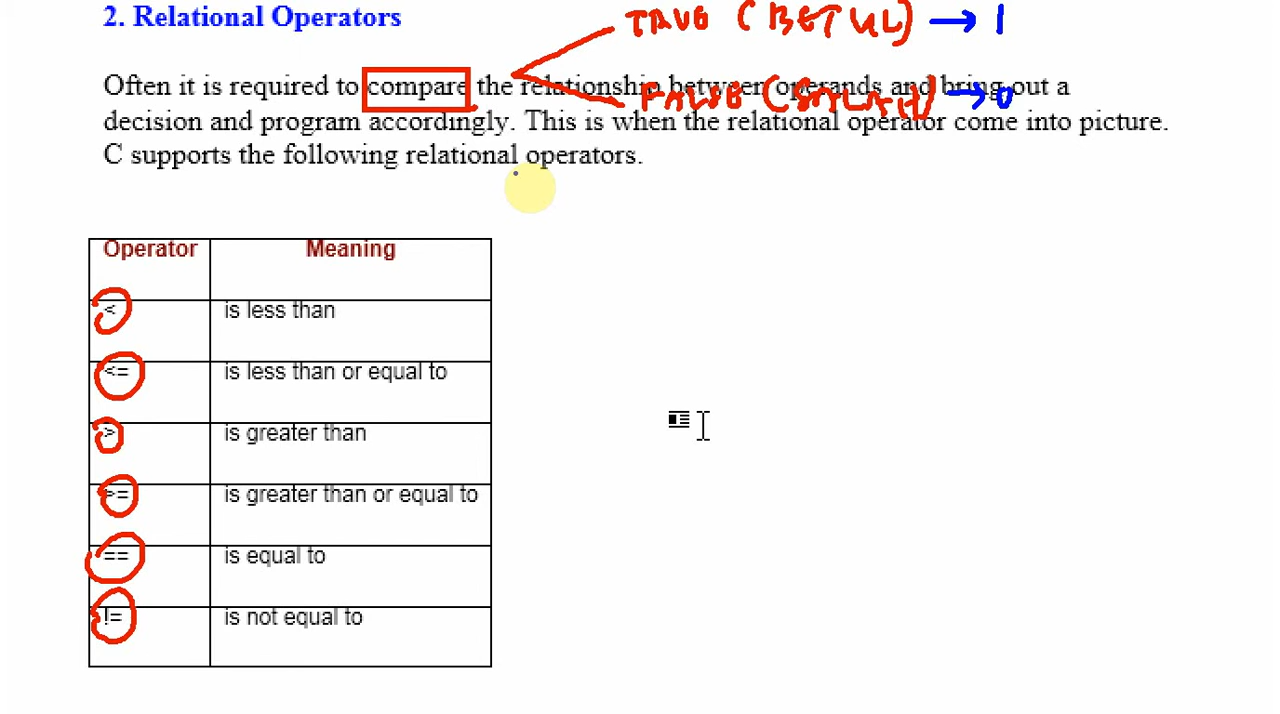 2. Relational Operators
TRUE (BETUL) → 1
Often it is required to compare the relationship between operands and bring out a
FALSE (SALAH) → 0
decision and program accordingly. This is when the relational operator come into picture.
C supports the following relational operators.
Operator Meaning
< is less than
<= is less than or equal to
> is greater than
>= is greater than or equal to
== is equal to
!= is not equal to